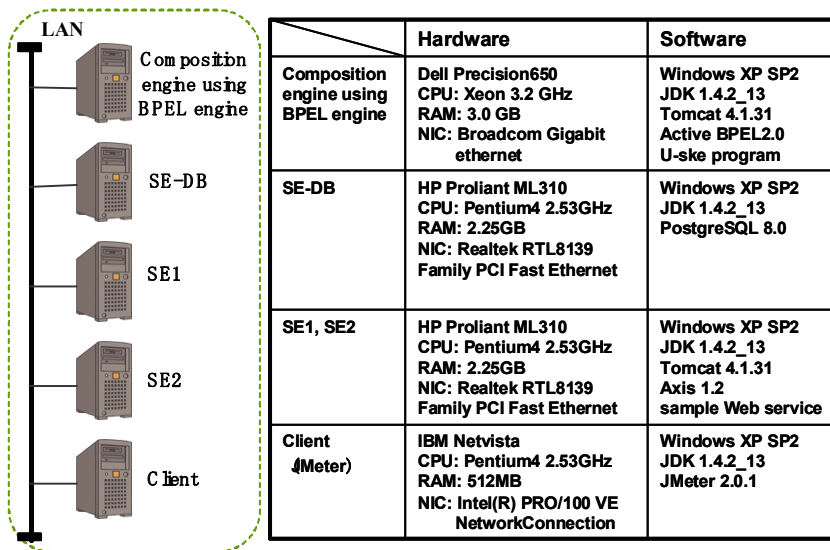 LAN
Composition
engine using
BPEL engine
SE-DB
SE1
SE2
Client
Hardware
Software
Composition
engine using
BPEL engine
Dell Precision650
CPU: Xeon 3.2 GHz
RAM: 3.0 GB
NIC: Broadcom Gigabit
ethernet
Windows XP SP2
JDK 1.4.2_13
Tomcat 4.1.31
Active BPEL2.0
U-ske program
SE-DB
HP Proliant ML310
CPU: Pentium4 2.53GHz
RAM: 2.25GB
NIC: Realtek RTL8139
Family PCI Fast Ethernet
Windows XP SP2
JDK 1.4.2_13
PostgreSQL 8.0
SE1, SE2
HP Proliant ML310
CPU: Pentium4 2.53GHz
RAM: 2.25GB
NIC: Realtek RTL8139
Family PCI Fast Ethernet
Windows XP SP2
JDK 1.4.2_13
Tomcat 4.1.31
Axis 1.2
sample Web service
Client
(JMeter)
IBM Netvista
CPU: Pentium4 2.53GHz
RAM: 512MB
NIC: Intel(R) PRO/100 VE
NetworkConnection
Windows XP SP2
JDK 1.4.2_13
JMeter 2.0.1